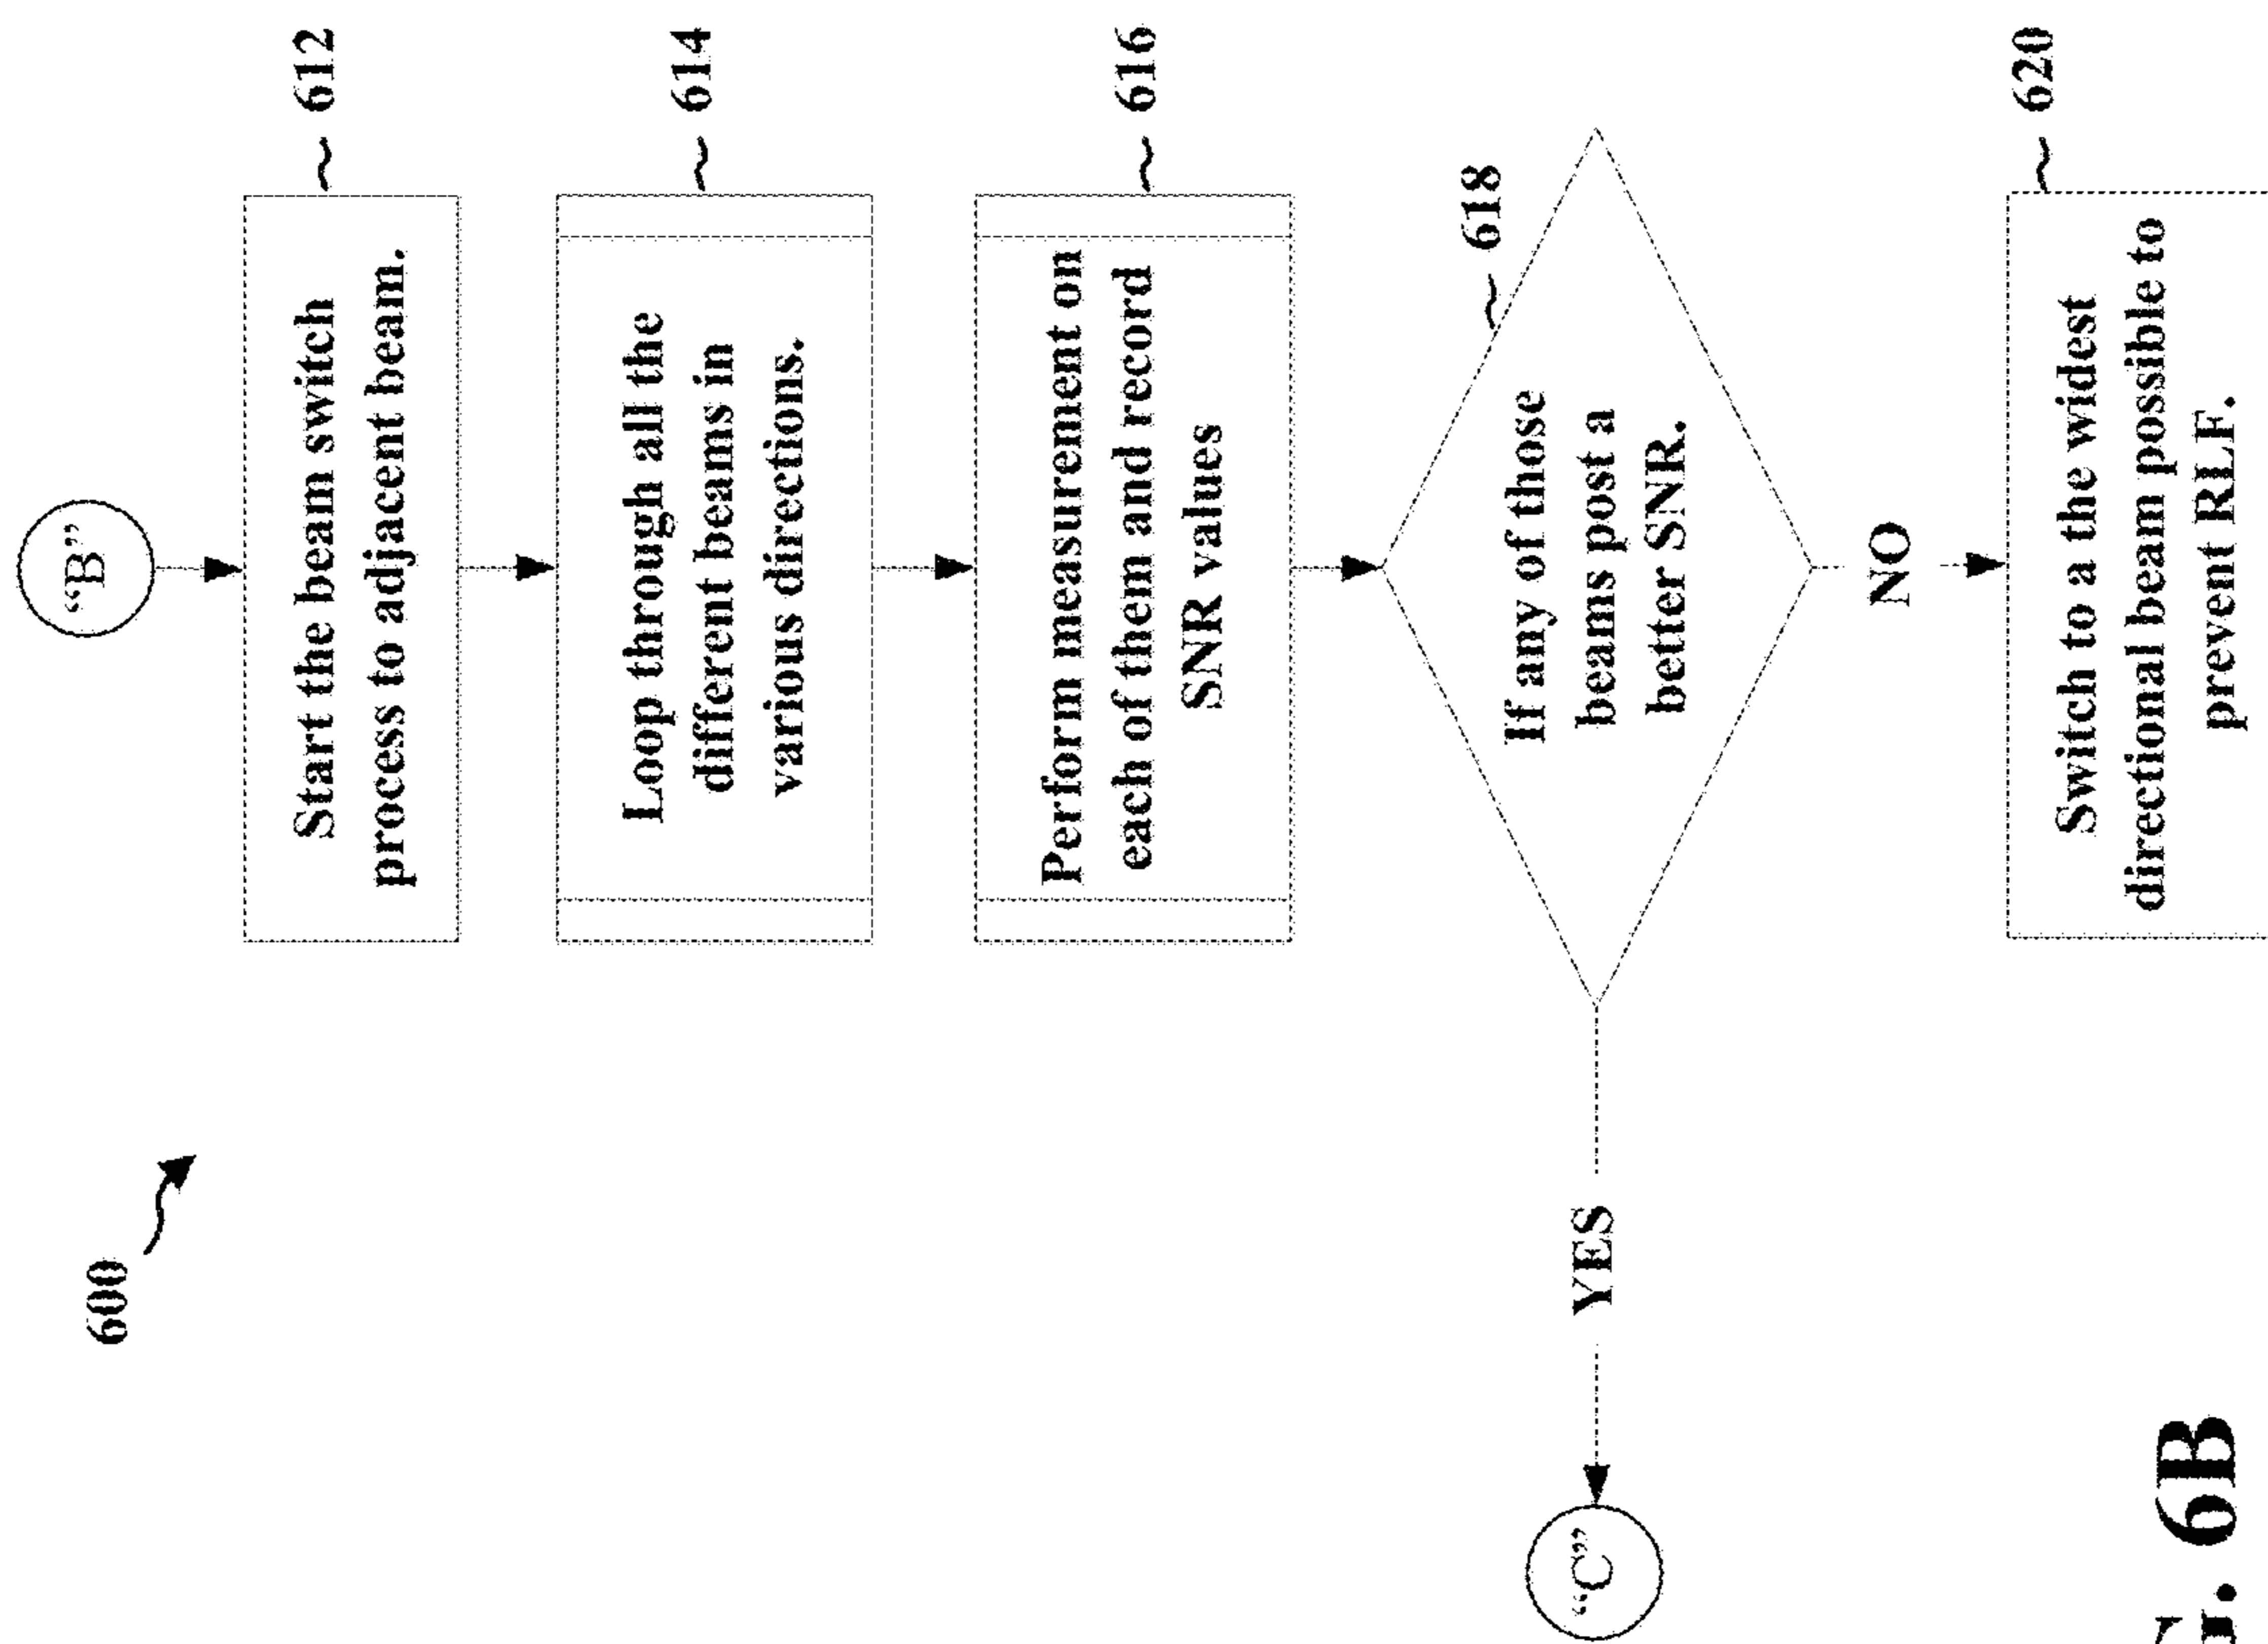 600
“B”
Start the beam switch
process to adjacent beam.
612
Loop through all the
different beams in
various directions.
614
Perform measurement on
each of them and record
SNR values
616
618
If any of those
beams post a
better SNR.
YES
“C”
NO
Switch to a the widest
directional beam possible to
prevent RLF.
620
6B